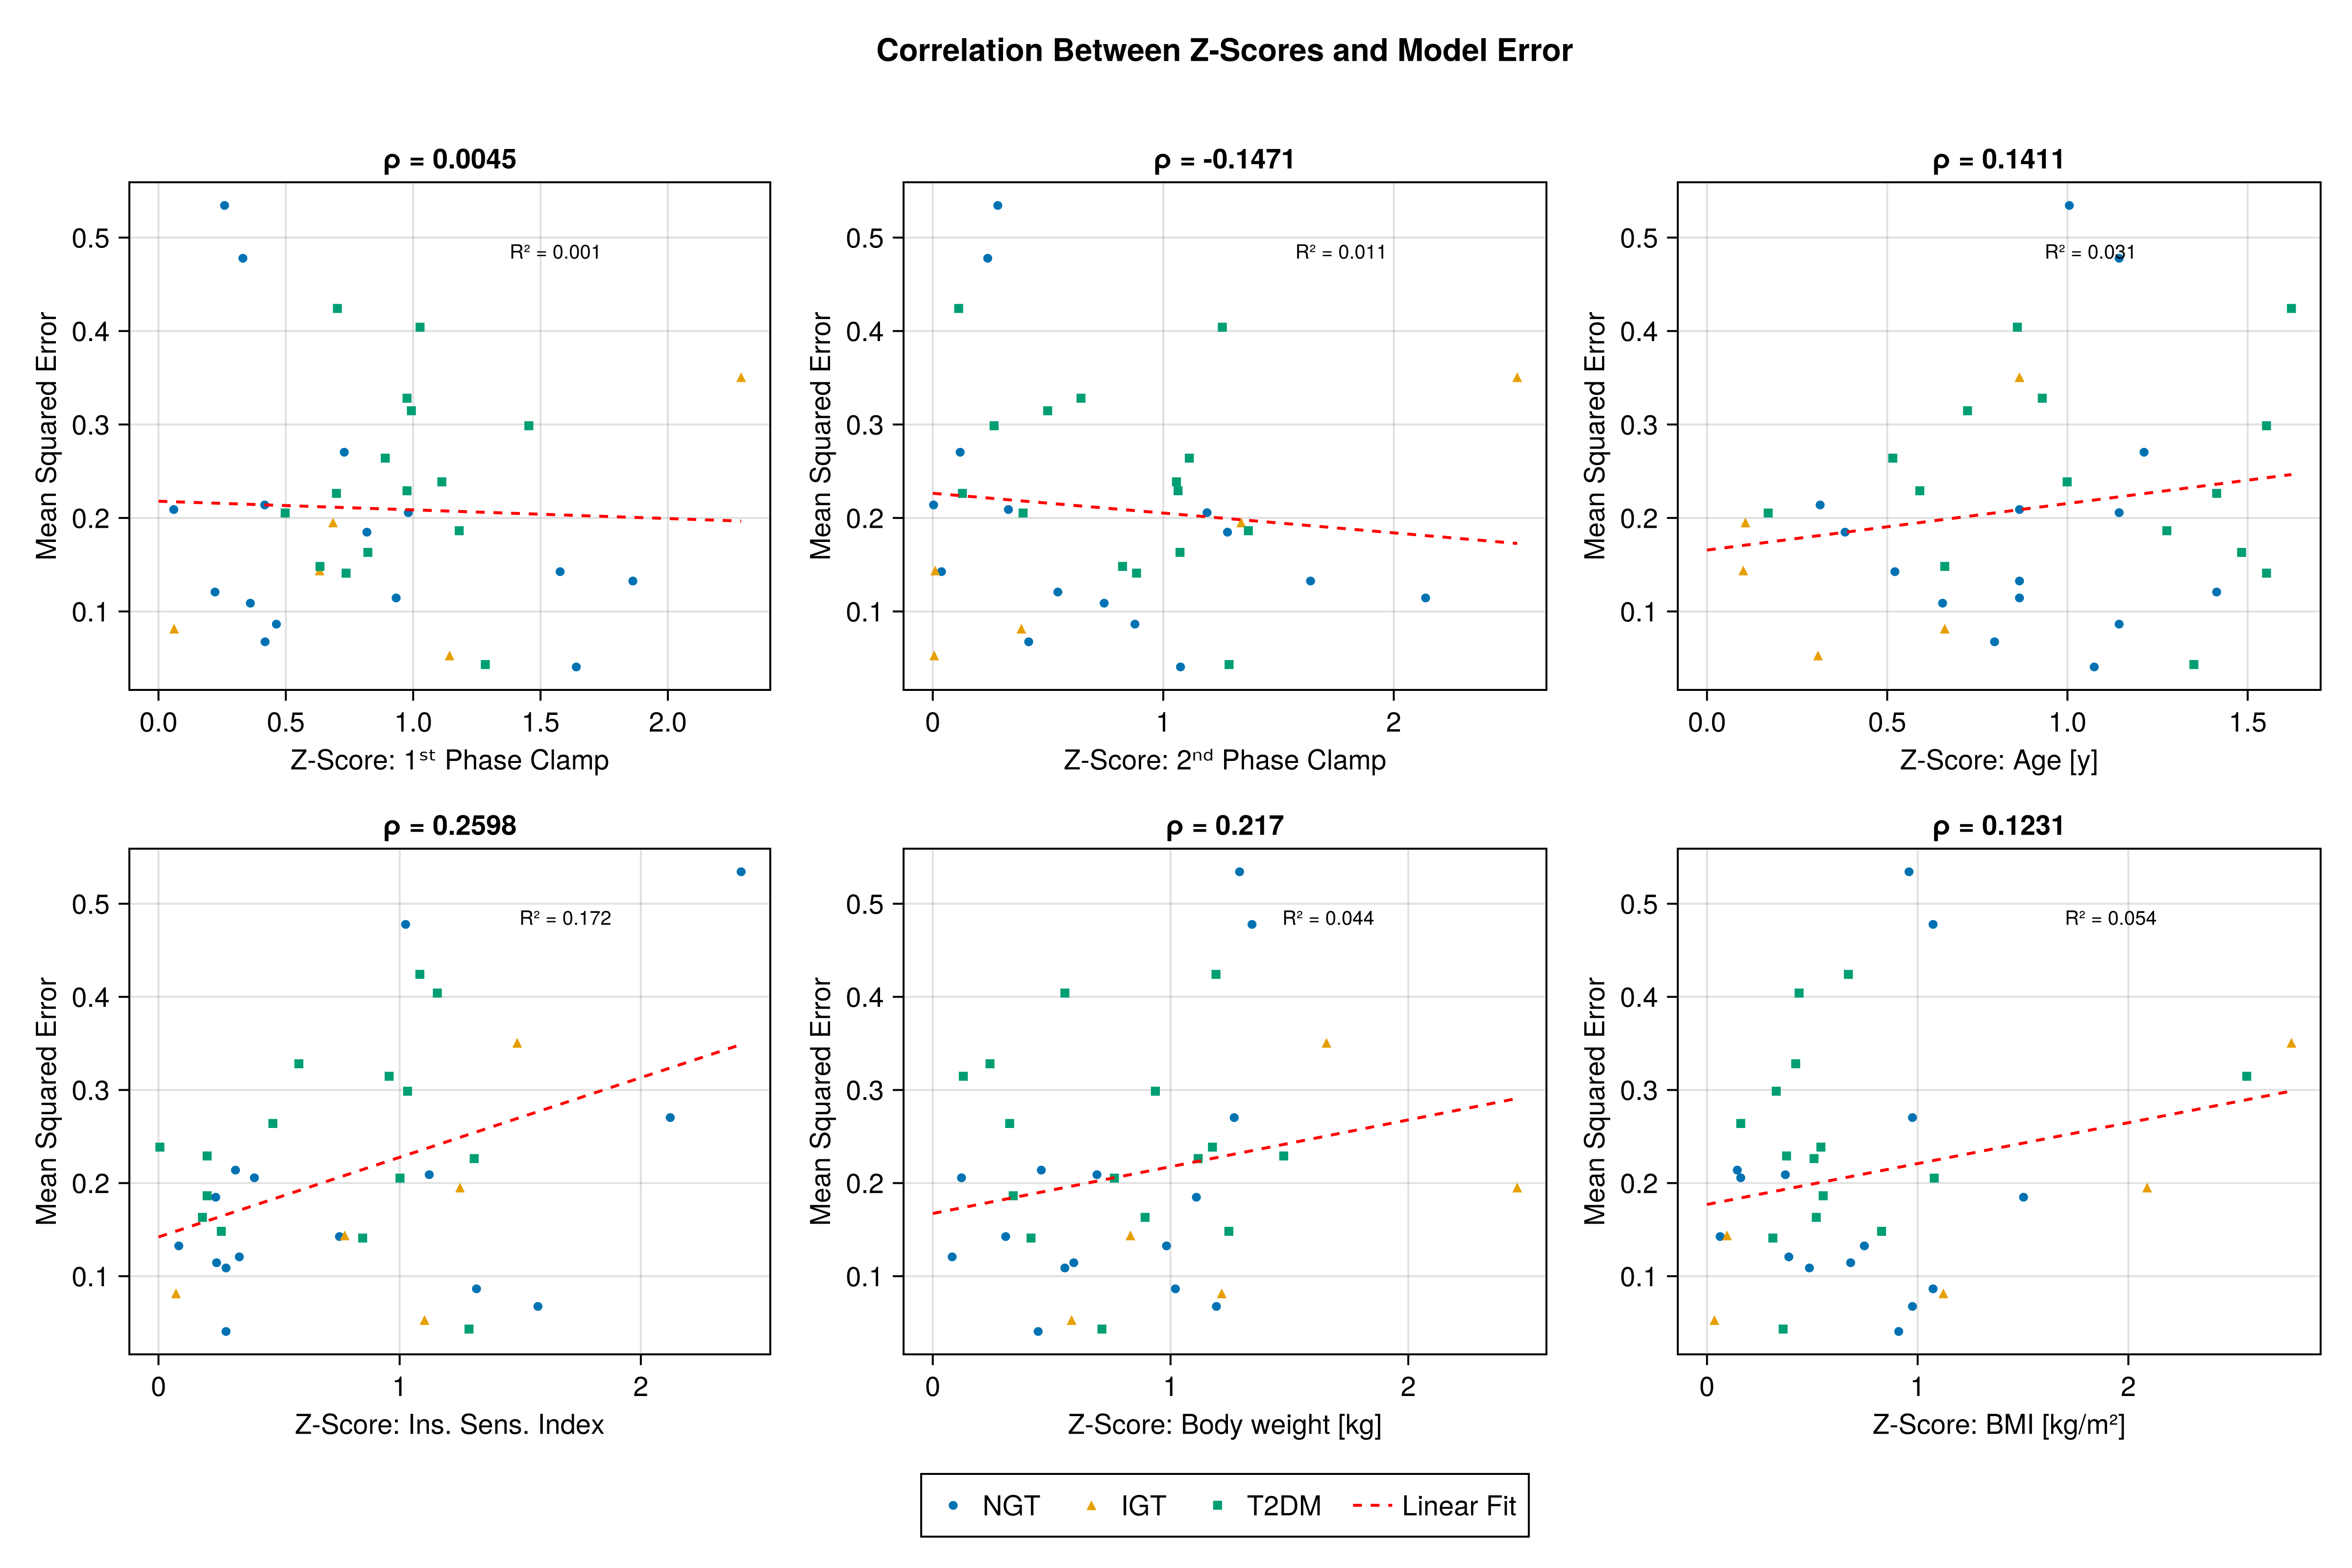 Correlation Between Z-Scores and Model Error
ρ = 0.0045
R² = 0.001
Mean Squared Error
0.5
0.4
0.3
0.2
0.1
0.0 0.5 1.0 1.5 2.0
Z-Score: 1ˢᵗ Phase Clamp
ρ = -0.1471
R² = 0.011
Mean Squared Error
0.5
0.4
0.3
0.2
0.1
0 1 2
Z-Score: 2ⁿᵈ Phase Clamp
ρ = 0.1411
R² = 0.031
Mean Squared Error
0.5
0.4
0.3
0.2
0.1
0.0 0.5 1.0 1.5
Z-Score: Age [y]
ρ = 0.2598
R² = 0.172
Mean Squared Error
0.5
0.4
0.3
0.2
0.1
0 1 2
Z-Score: Ins. Sens. Index
ρ = 0.217
R² = 0.044
Mean Squared Error
0.5
0.4
0.3
0.2
0.1
0 1 2
Z-Score: Body weight [kg]
ρ = 0.1231
R² = 0.054
Mean Squared Error
0.5
0.4
0.3
0.2
0.1
0 1 2
Z-Score: BMI [kg/m²]
NGT IGT T2DM Linear Fit